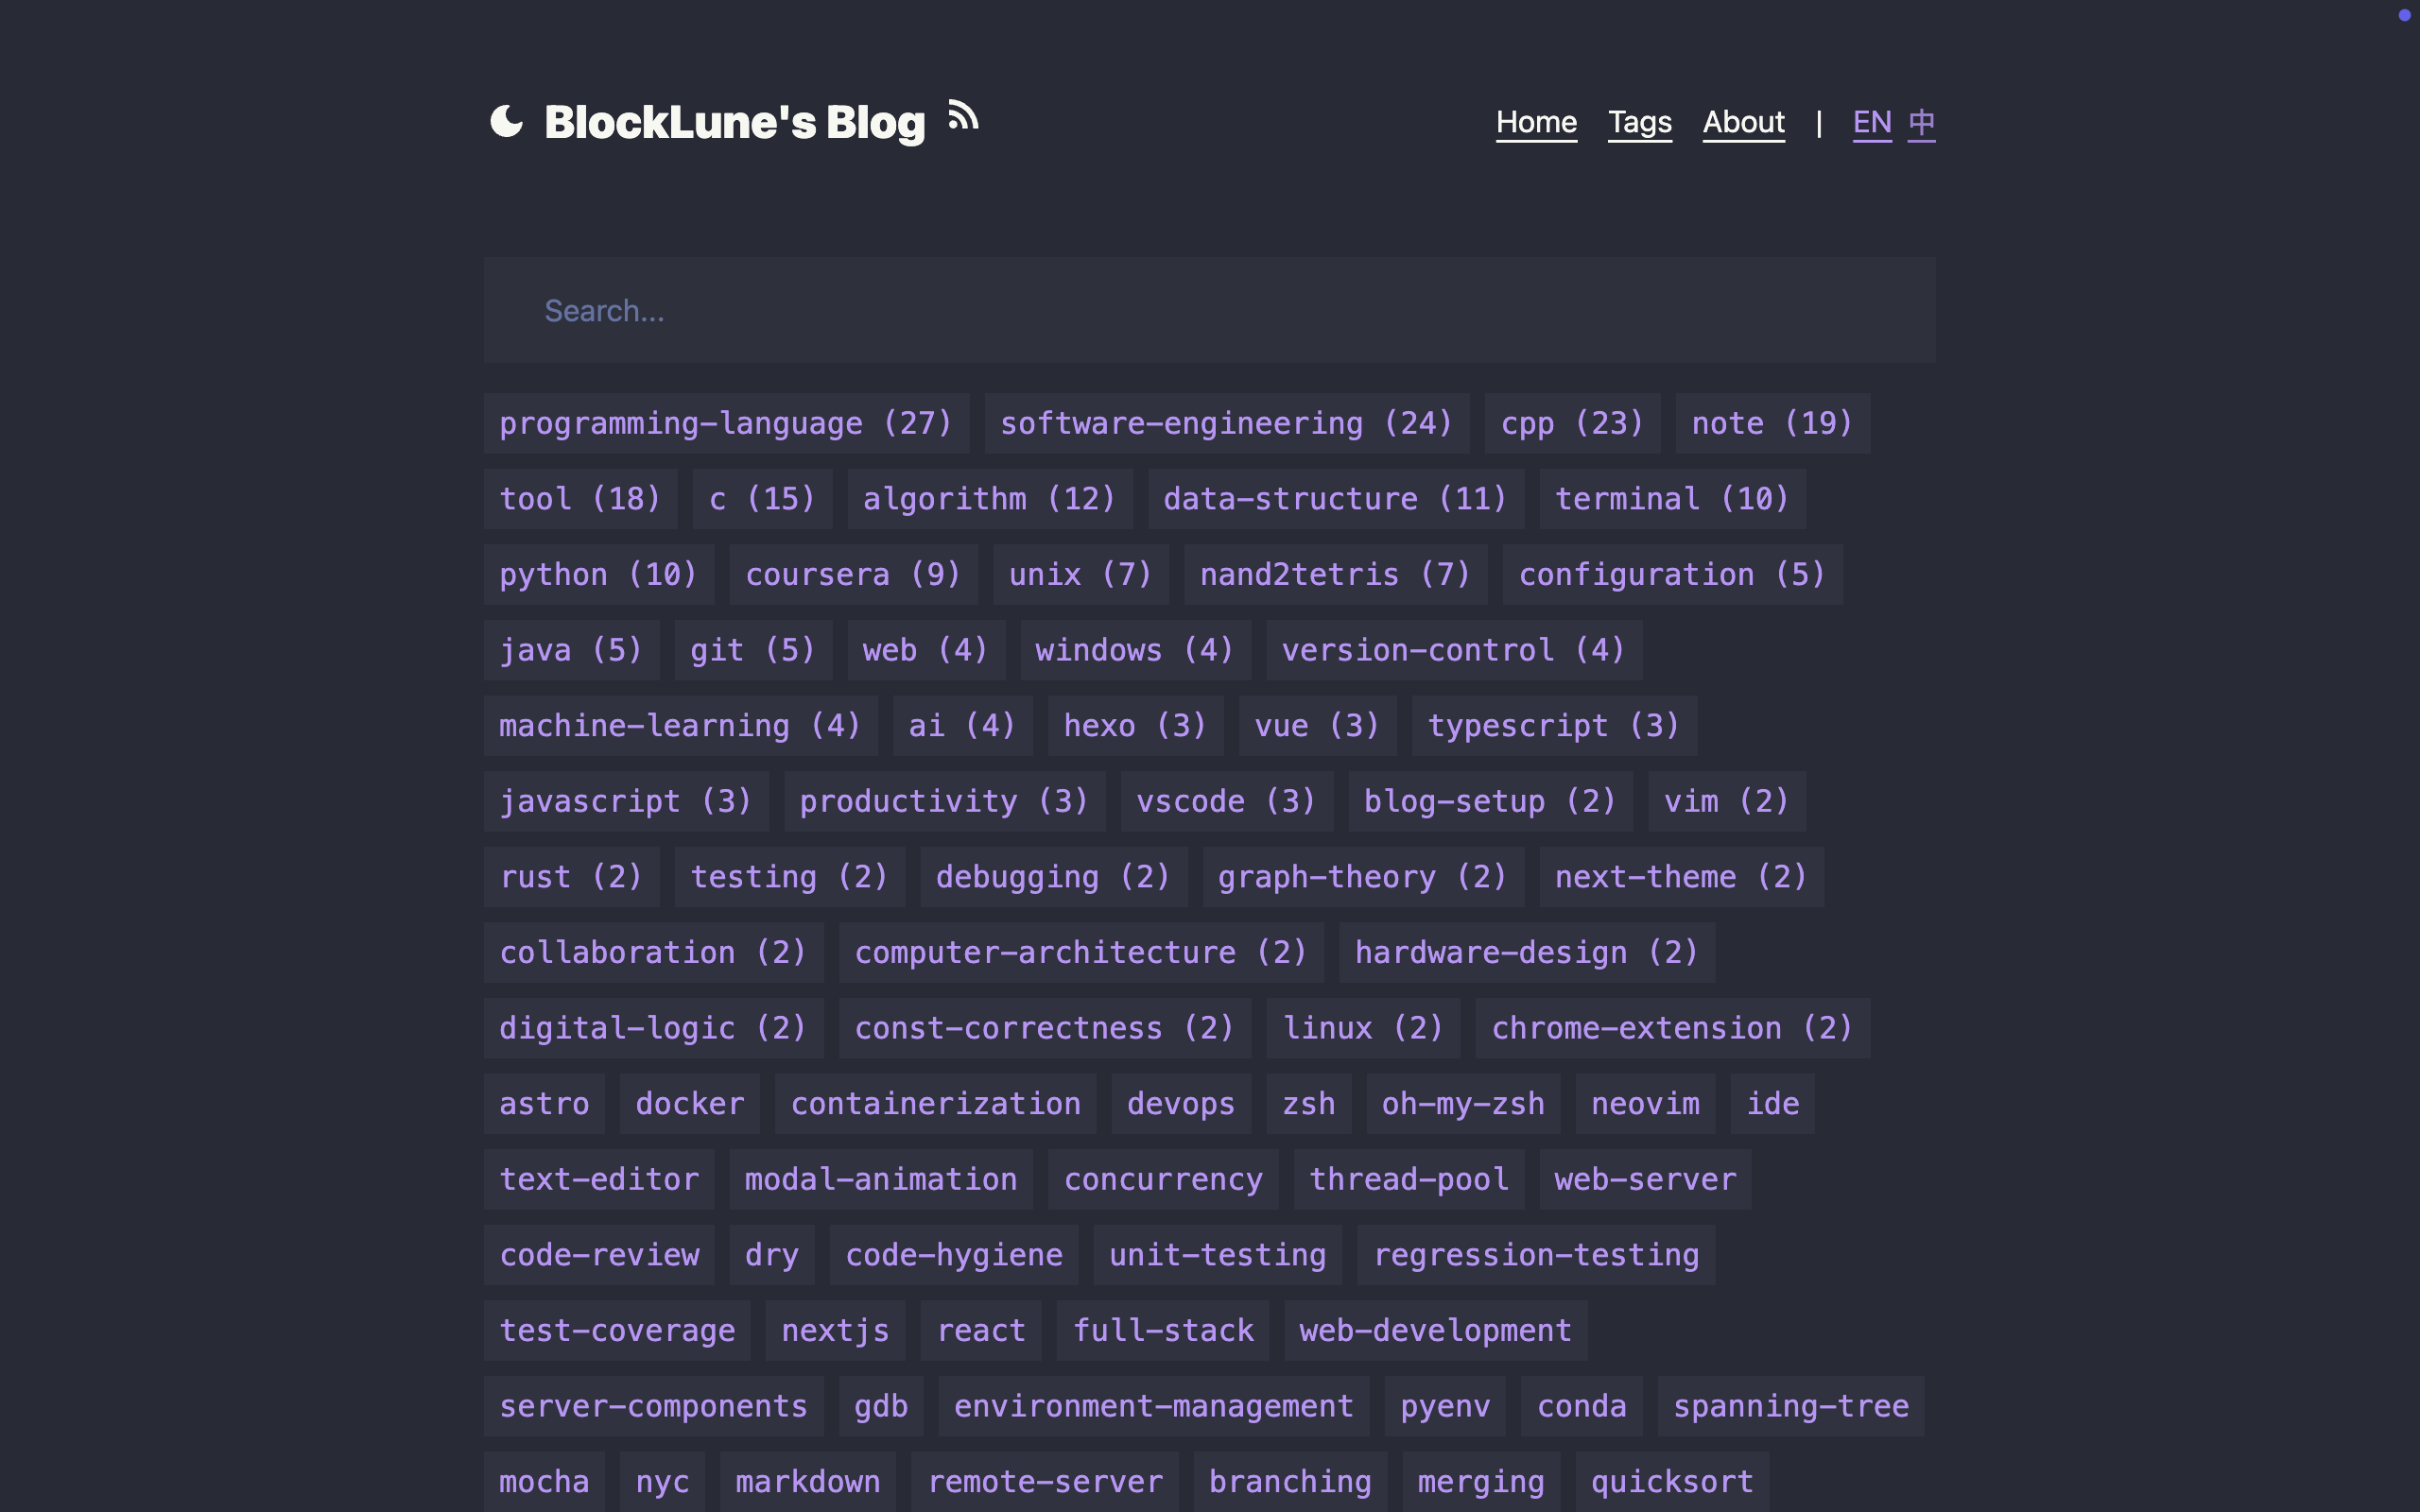 BlockLune's Blog Home Tags About | EN 中
Search...
programming-language (27) software-engineering (24) cpp (23) note (19)
tool (18) c (15) algorithm (12) data-structure (11) terminal (10)
python (10) coursera (9) unix (7) nand2tetris (7) configuration (5)
java (5) git (5) web (4) windows (4) version-control (4)
machine-learning (4) ai (4) hexo (3) vue (3) typescript (3)
javascript (3) productivity (3) vscode (3) blog-setup (2) vim (2)
rust (2) testing (2) debugging (2) graph-theory (2) next-theme (2)
collaboration (2) computer-architecture (2) hardware-design (2)
digital-logic (2) const-correctness (2) linux (2) chrome-extension (2)
astro docker containerization devops zsh oh-my-zsh neovim ide
text-editor modal-animation concurrency thread-pool web-server
code-review dry code-hygiene unit-testing regression-testing
test-coverage nextjs react full-stack web-development
server-components gdb environment-management pyenv conda spanning-tree
mocha nyc markdown remote-server branching merging quicksort